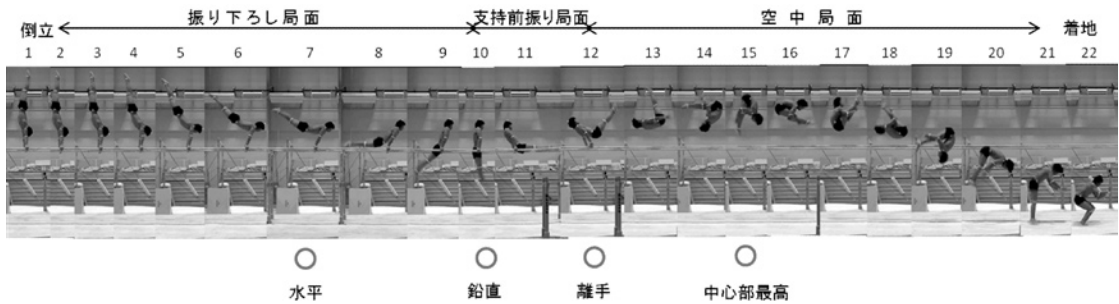 振り下ろし局面 支持前振り局面 空中局面
倒立 着地
1 2 3 4 5 6 7 8 9 10 11 12 13 14 15 16 17 18 19 20 21 22
水平 鉛直 離手 中心部最高